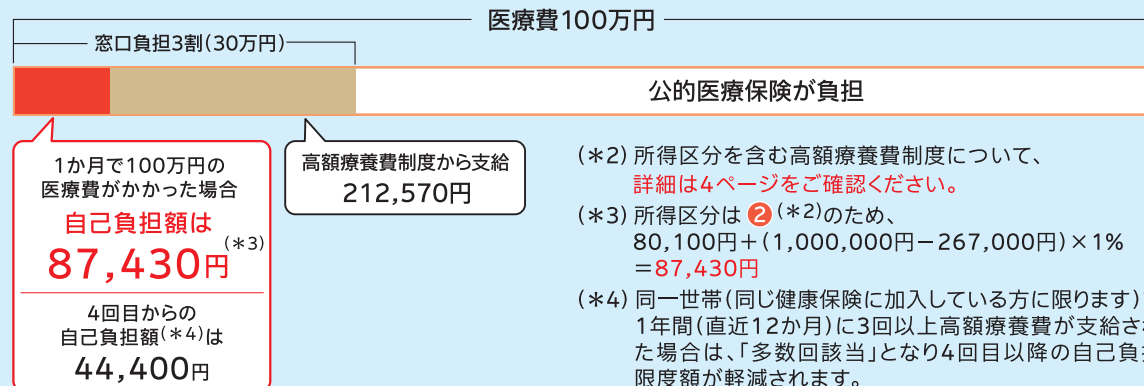 医療費100万円
窓口負担3割(30万円)
公的医療保険が負担
1か月で100万円の
医療費がかかった場合
自己負担額は
87,430円(*3)
4回目からの
自己負担額(*4)は
44,400円
高額療養費制度から支給
212,570円
(*2)所得区分を含む高額療養費制度について、
詳細は4ページをご確認ください。
(*3)所得区分は❷(*2)のため、
80,100円+(1,000,000円-267,000円)×1%
=87,430円
(*4)同一世帯(同じ健康保険に加入している方に限ります)
1年間(直近12か月)に3回以上高額療養費が支給さ
た場合は、「多数回該当」となり4回目以降の自己負
限度額が軽減されます。